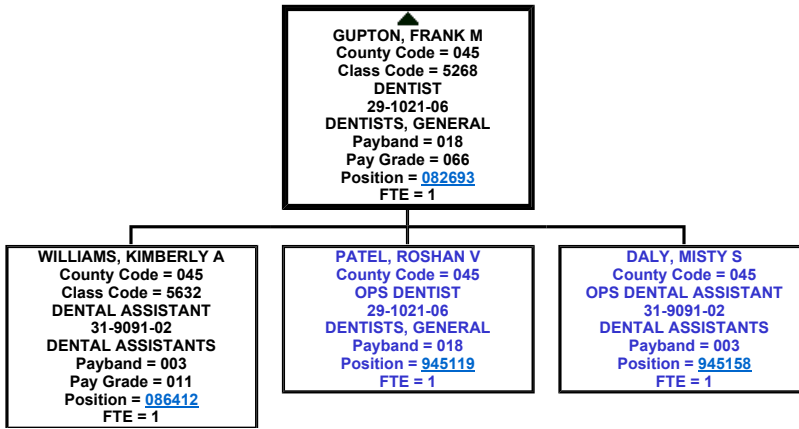 GUPTON, FRANK M
County Code = 045
Class Code = 5268
DENTIST
29-1021-06
DENTISTS, GENERAL
Payband = 018
Pay Grade = 066
Position = 082693
FTE = 1
WILLIAMS, KIMBERLY A
County Code = 045
Class Code = 5632
DENTAL ASSISTANT
31-9091-02
DENTAL ASSISTANTS
Payband = 003
Pay Grade = 011
Position = 086412
FTE = 1
PATEL, ROSHAN V
County Code = 045
OPS DENTIST
29-1021-06
DENTISTS, GENERAL
Payband = 018
Position = 945119
FTE = 1
DALY, MISTY S
County Code = 045
OPS DENTAL ASSISTANT
31-9091-02
DENTAL ASSISTANTS
Payband = 003
Position = 945158
FTE = 1